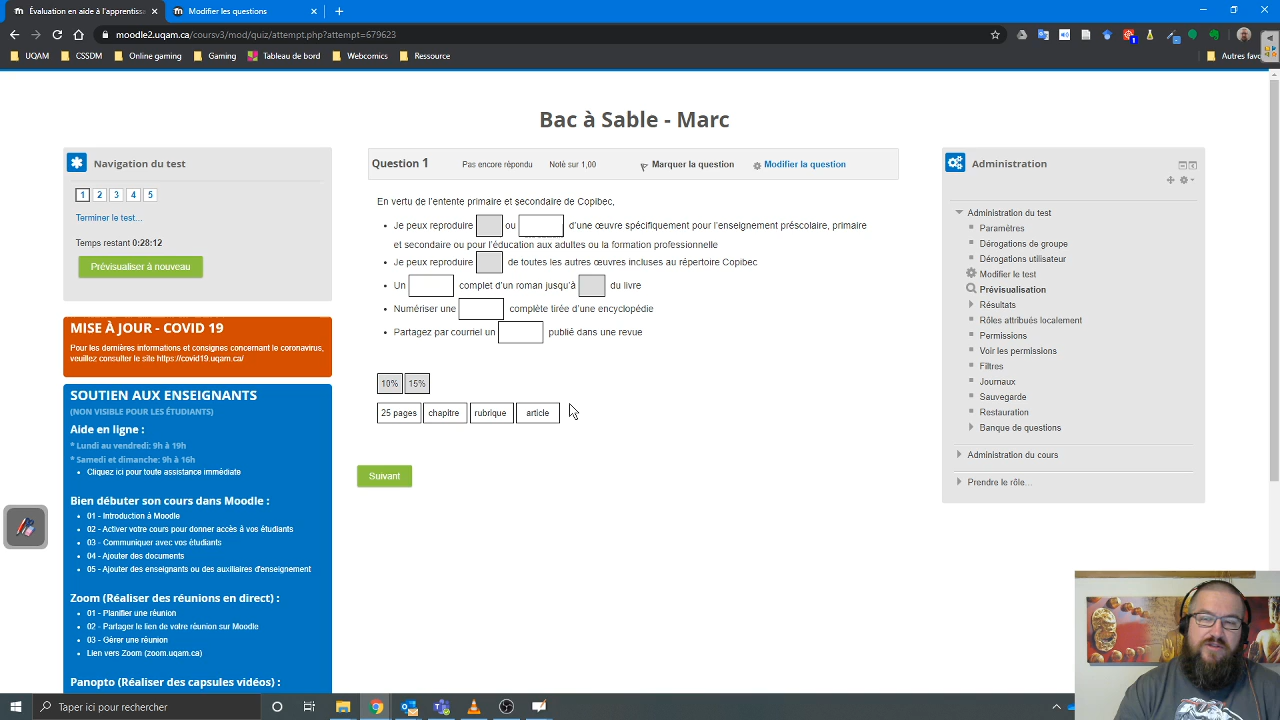 Évaluation en aide à l'apprentiss
Modifier les questions
moodle2.uqam.ca/coursv3/mod/quiz/attempt.php?attempt=679623
UQAM
CSSDM
Online gaming
Gaming
Tableau de bord
Webcomics
Ressource
Autres favo
Bac à Sable - Marc
Navigation du test
1 2 3 4 5
Terminer le test...
Temps restant 0:28:12
Prévisualiser à nouveau
MISE À JOUR - COVID 19
Pour les dernières informations et consignes concernant le coronavirus,
veuillez consulter le site https://covid19.uqam.ca/
SOUTIEN AUX ENSEIGNANTS
(NON VISIBLE POUR LES ÉTUDIANTS)
Aide en ligne :
* Lundi au vendredi: 9h à 19h
* Samedi et dimanche: 9h à 16h
Cliquez ici pour toute assistance immédiate
Bien débuter son cours dans Moodle :
01 - Introduction à Moodle
02 - Activer votre cours pour donner accès à vos étudiants
03 - Communiquer avec vos étudiants
04 - Ajouter des documents
05 - Ajouter des enseignants ou des auxiliaires d'enseignement
Zoom (Réaliser des réunions en direct) :
01 - Planifier une réunion
02 - Partager le lien de votre réunion sur Moodle
03 - Gérer une réunion
Lien vers Zoom (zoom.uqam.ca)
Panopto (Réaliser des capsules vidéos) :
Question 1
Pas encore répondu
Noté sur 1,00
Marquer la question
Modifier la question
En vertu de l'entente primaire et secondaire de Copibec,
Je peux reproduire ou d'une œuvre spécifiquement pour l'enseignement préscolaire, primaire
et secondaire ou pour l'éducation aux adultes ou la formation professionnelle
Je peux reproduire de toutes les autres œuvres incluses au répertoire Copibec
Un complet d'un roman jusqu'à du livre
Numériser une complète tirée d'une encyclopédie
Partagez par courriel un publié dans une revue
10% 15%
25 pages chapitre rubrique article
Suivant
Administration
Administration du test
Paramètres
Dérogations de groupe
Dérogations utilisateur
Modifier le test
Prévisualisation
Résultats
Rôles attribués localement
Permissions
Voir les permissions
Filtres
Journaux
Sauvegarde
Restauration
Banque de questions
Administration du cours
Prendre le rôle...
Taper ici pour rechercher